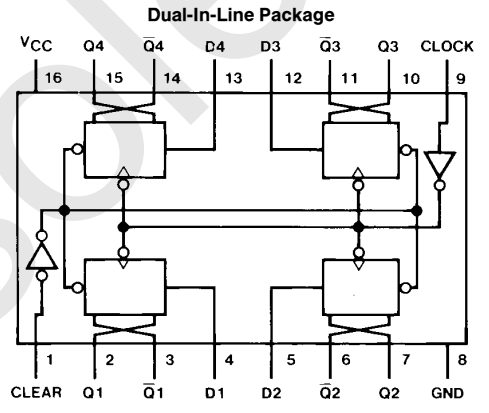 Dual-In-Line Package
VCC Q4 Q̅4 D4 D3 Q̅3 Q3 CLOCK
16 15 14 13 12 11 10 9
1 2 3 4 5 6 7 8
CLEAR Q1 Q̅1 D1 D2 Q̅2 Q2 GND